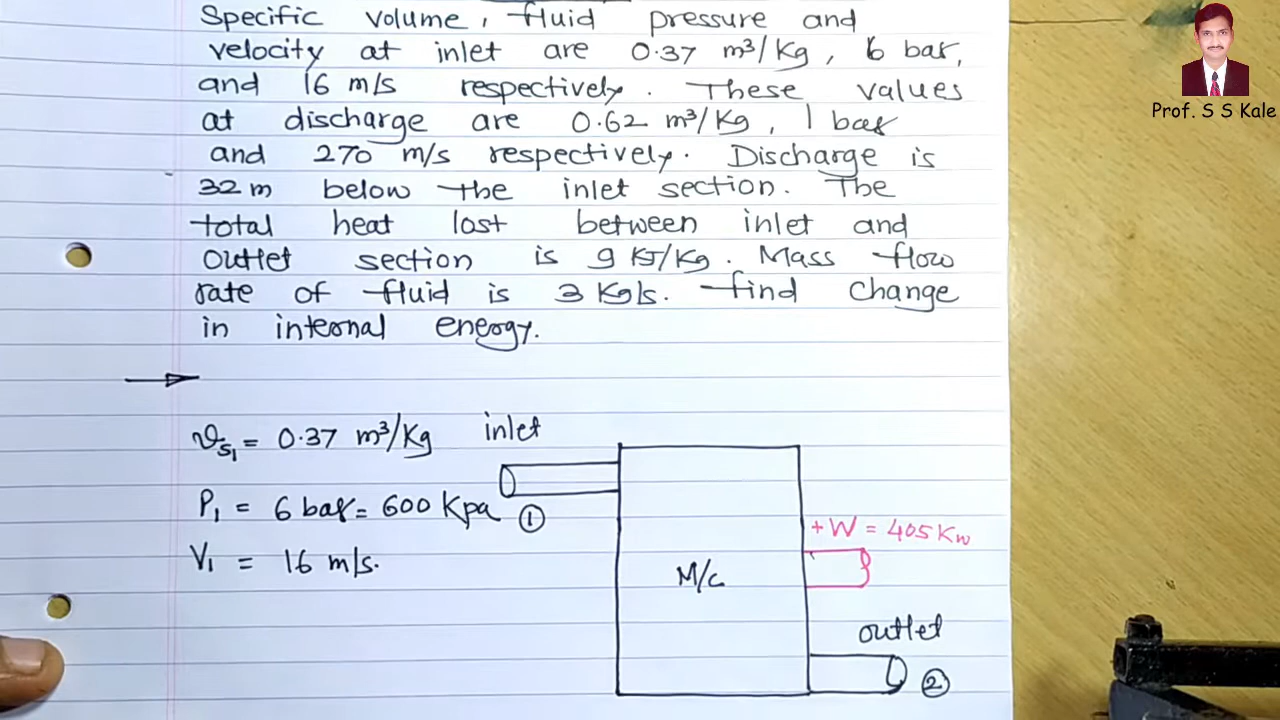 Specific volume, fluid pressure and
velocity at inlet are 0.37 m³/Kg, 6 bar,
and 16 m/s respectively. These values
at discharge are 0.62 m³/Kg, 1 bar
and 270 m/s respectively. Discharge is
32 m below the inlet section. The
total heat lost between inlet and
outlet section is 9 KJ/Kg. Mass flow
rate of fluid is 3 Kg/s. find change
in internal energy.
Prof. S S Kale
vs₁ = 0.37 m³/Kg
P₁ = 6 bar = 600 Kpa
V₁ = 16 m/s.
inlet
①
M/c
+W = 405 Kw
outlet
②